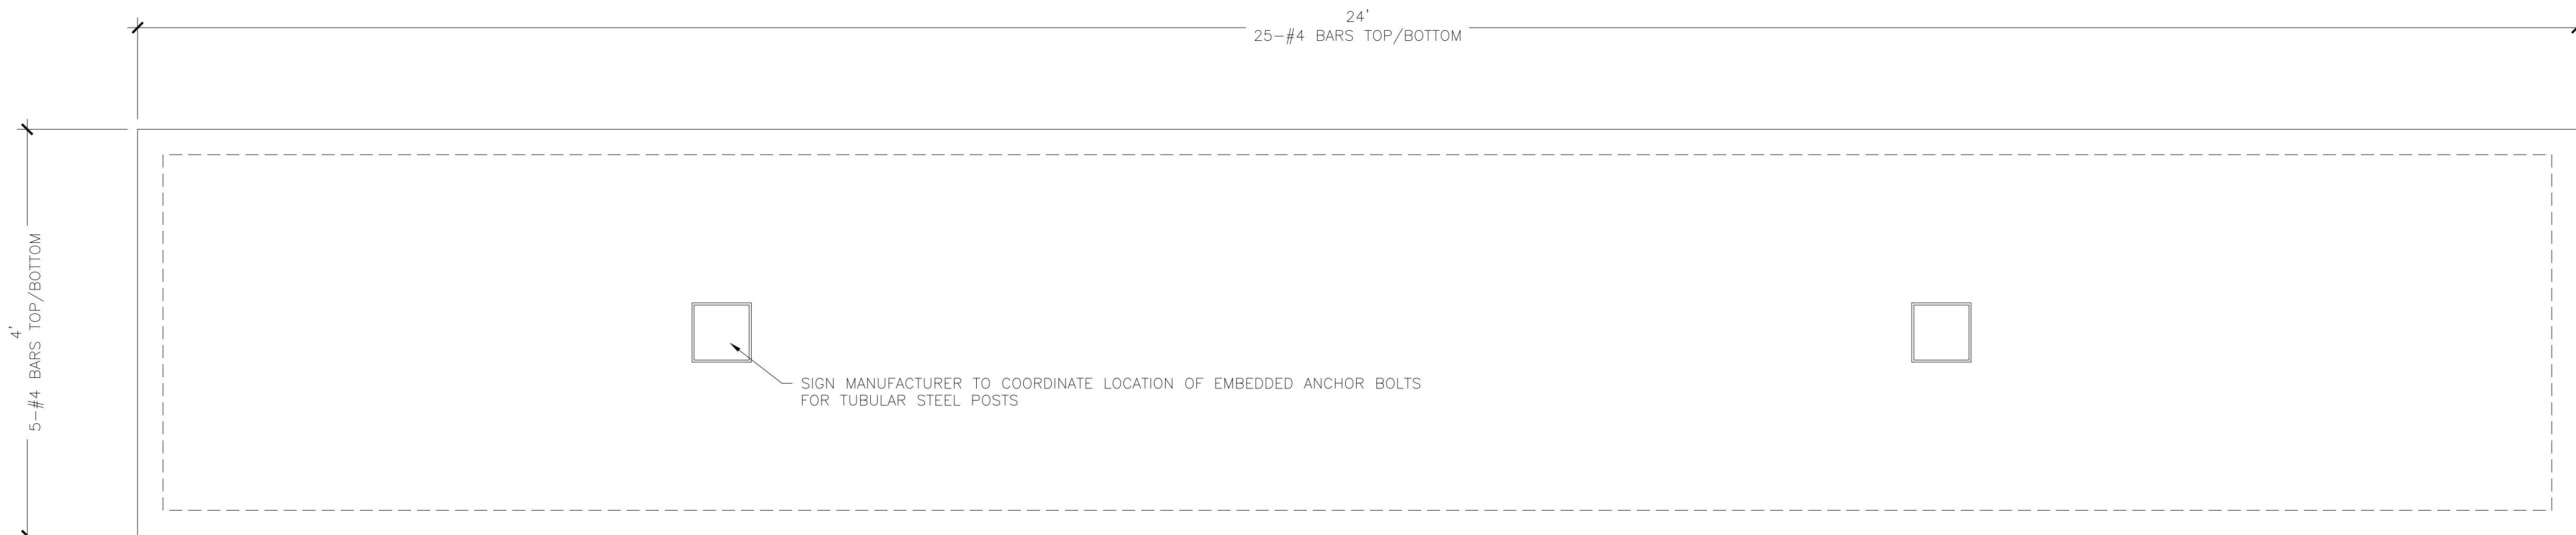 24'
25-#4 BARS TOP/BOTTOM
4'
5-#4 BARS TOP/BOTTOM
SIGN MANUFACTURER TO COORDINATE LOCATION OF EMBEDDED ANCHOR BOLTS
FOR TUBULAR STEEL POSTS